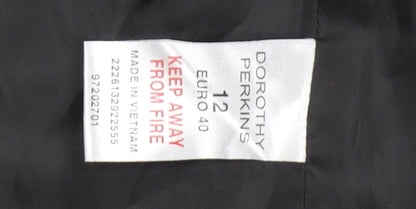 DOROTHY
PERKINS
12
EURO 40
KEEP AWAY
FROM FIRE
MADE IN VIETNAM
2226132922555
97202701